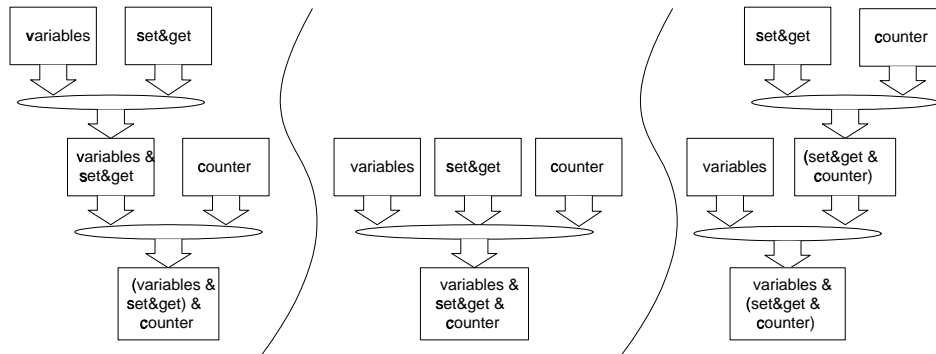 variables
set&get
variables &
set&get
counter
(variables &
set&get) &
counter
variables
set&get
counter
variables &
set&get &
counter
set&get
counter
variables
(set&get &
counter)
variables &
(set&get &
counter)